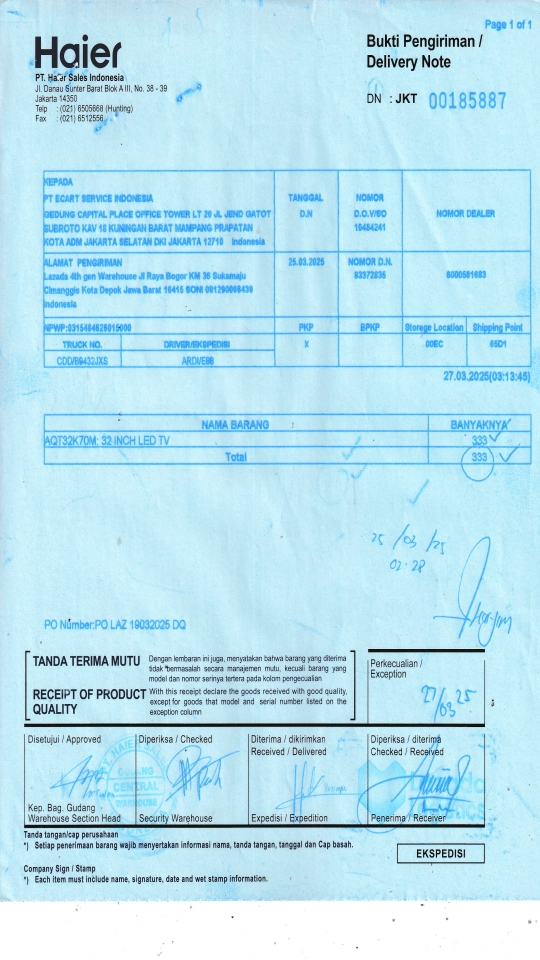 Page 1 of 1
Haier
Bukti Pengiriman /
Delivery Note
PT. Haier Sales Indonesia
Jl. Danau Sunter Barat Blok A III, No. 38 - 39
Jakarta 14350
Telp : (021) 6505668 (Hunting)
Fax : (021) 6512556
DN : JKT 00185887
KEPADA
PT ECART SERVICE INDONESIA
GEDUNG CAPITAL PLACE OFFICE TOWER LT 20 JL JEND GATOT
SUBROTO KAV 18 KUNINGAN BARAT MAMPANG PRAPATAN
KOTA ADM JAKARTA SELATAN DKI JAKARTA 12710 Indonesia
TANGGAL
D.N
NOMOR
D.O.V/SO
16484241
NOMOR DEALER
ALAMAT PENGIRIMAN
Lazada 4th gen Warehouse Jl Raya Bogor KM 36 Sukamaju
Cimanggis Kota Depok Jawa Barat 16415 BONI 081290008439
Indonesia
25.03.2025
NOMOR D.N.
83372835
6000581683
NPWP:0315484626015000
PKP
BPKP
Storege Location
Shipping Point
TRUCK NO.
DRIVER/EKSPEDISI
X
00EC
65D1
CDD/B9432JXS
ARDI/EBB
27.03.2025(03:13:45)
NAMA BARANG
BANYAKNYA
AQT32K70M: 32 INCH LED TV
333
Total
333
25/03/25
02.28
PO Number:PO LAZ 19032025 DQ
TANDA TERIMA MUTU
Dengan lembaran ini juga, menyatakan bahwa barang yang diterima
tidak *bermasalah secara manajemen mutu, kecuali barang yang
model dan nomor serinya tertera pada kolom pengecualian
RECEIPT OF PRODUCT
QUALITY
With this receipt declare the goods received with good quality,
except for goods that model and serial number listed on the
exception column
Perkecualian /
Exception
27/03 25
Disetujui / Approved
Diperiksa / Checked
Diterima / dikirimkan
Received / Delivered
Diperiksa / diterima
Checked / Received
GUDANG
CENTRAL
WAREHOUSE
Kep. Bag. Gudang
Warehouse Section Head
Security Warehouse
Expedisi / Expedition
Penerima / Receiver
Tanda tangan/cap perusahaan
*) Setiap penerimaan barang wajib menyertakan informasi nama, tanda tangan, tanggal dan Cap basah.
EKSPEDISI
Company Sign / Stamp
*) Each item must include name, signature, date and wet stamp information.